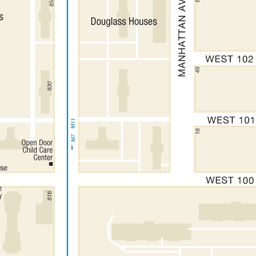 s
Douglass Houses
MANHATTAN AV
WEST 102
830
48
M11
WEST 101
16
M7
Open Door
Child Care
Center
se
WEST 100
816
e
y